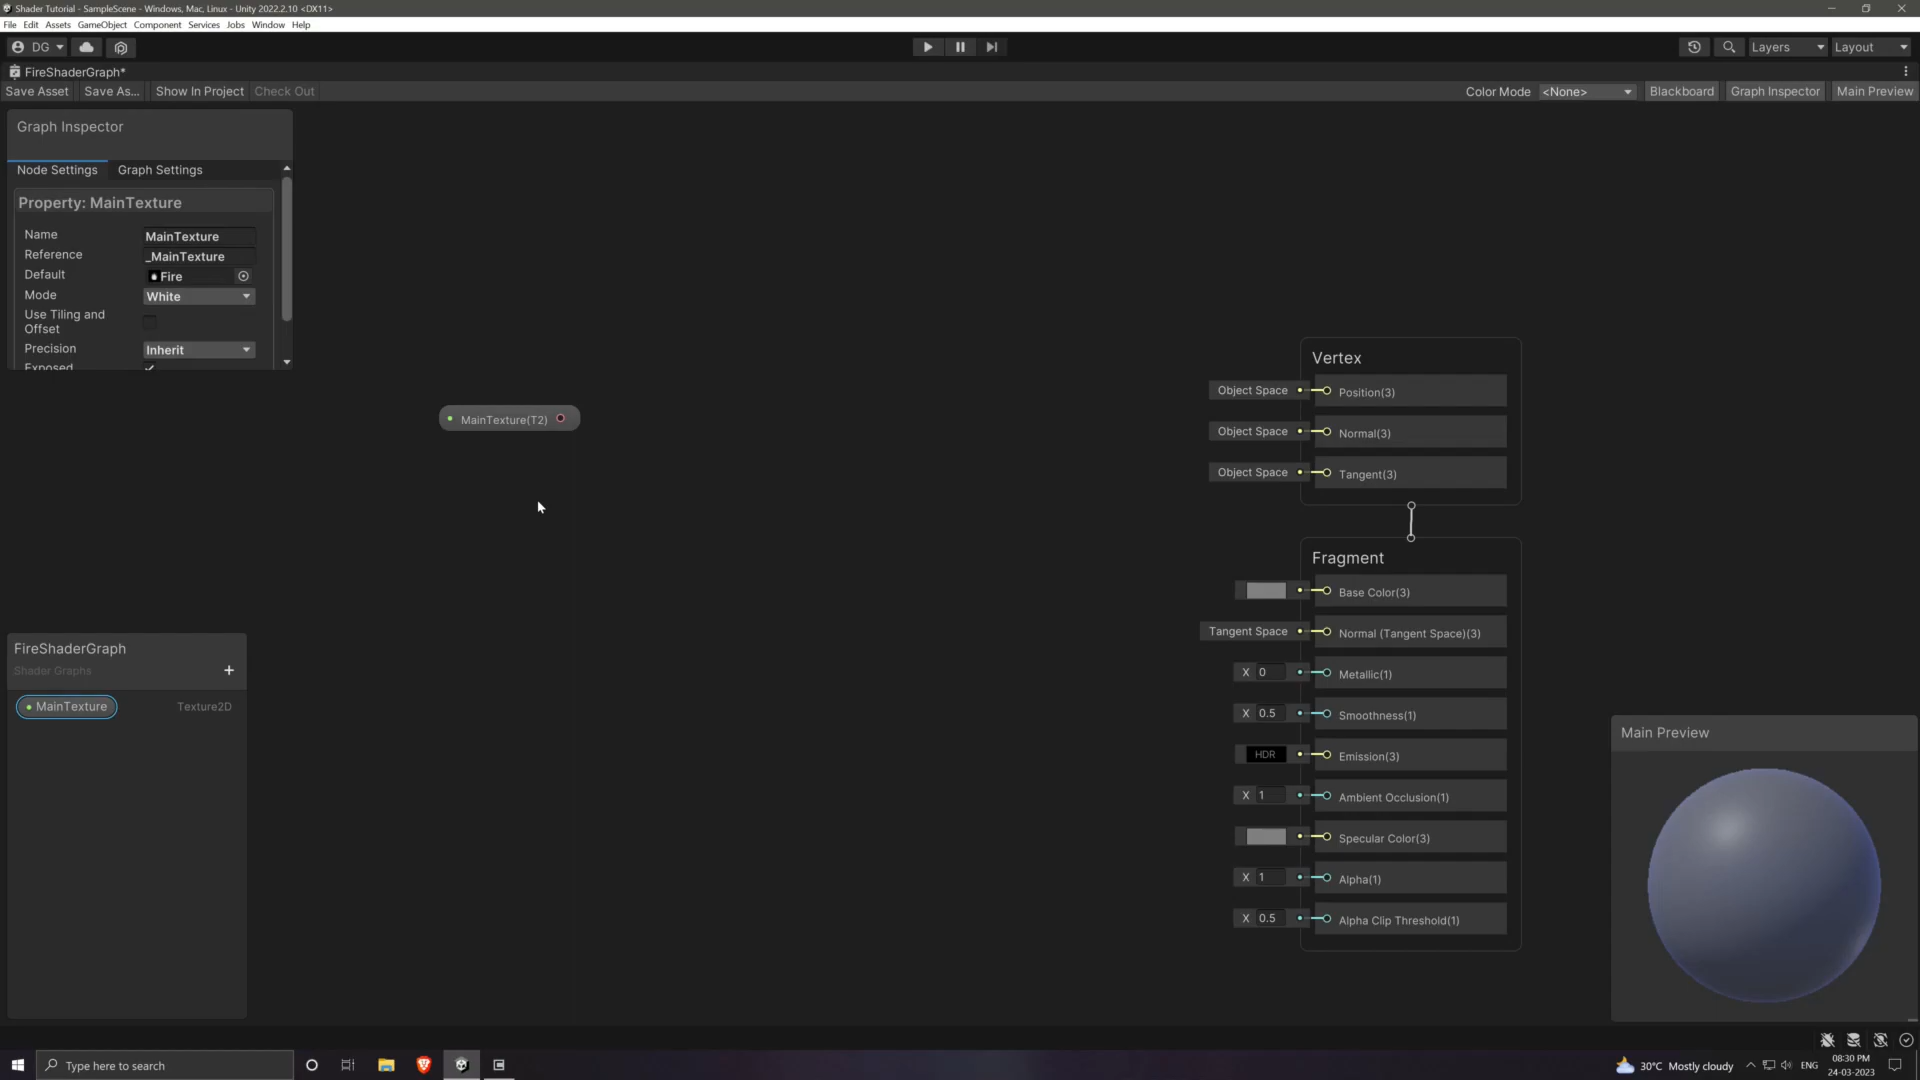 Shader Tutorial - SampleScene - Windows, Mac, Linux - Unity 2022.2.10 <DX11>
File Edit Assets GameObject Component Services Jobs Window Help
DG Layers Layout
FireShaderGraph*
Save Asset Save As... Show In Project Check Out Color Mode <None> Blackboard Graph Inspector Main Preview
Graph Inspector
Node Settings Graph Settings
Property: MainTexture
Name MainTexture
Reference _MainTexture
Default Fire
Mode White
Use Tiling and
Offset
Precision Inherit
Exposed
MainTexture(T2)
Vertex
Object Space Position(3)
Object Space Normal(3)
Object Space Tangent(3)
Fragment
Base Color(3)
Tangent Space Normal (Tangent Space)(3)
X 0 Metallic(1)
X 0.5 Smoothness(1)
HDR Emission(3)
X 1 Ambient Occlusion(1)
Specular Color(3)
X 1 Alpha(1)
X 0.5 Alpha Clip Threshold(1)
FireShaderGraph
Shader Graphs
+
MainTexture Texture2D
Main Preview
Type here to search
30°C Mostly cloudy ENG
08:30 PM
24-03-2023